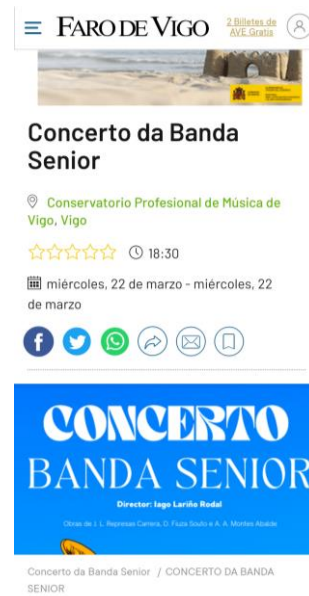 FARO DE VIGO
2 Billetes de
AVE Gratis
Concerto da Banda
Senior
Conservatorio Profesional de Música de
Vigo, Vigo
18:30
miércoles, 22 de marzo - miércoles, 22
de marzo
CONCERTO
BANDA SENIOR
Director: Iago Lariño Rodal
Obras de J. L. Represas Carrera, O. Fiuza Souto e A. A. Montes Abalde
Concerto da Banda Senior / CONCERTO DA BANDA
SENIOR